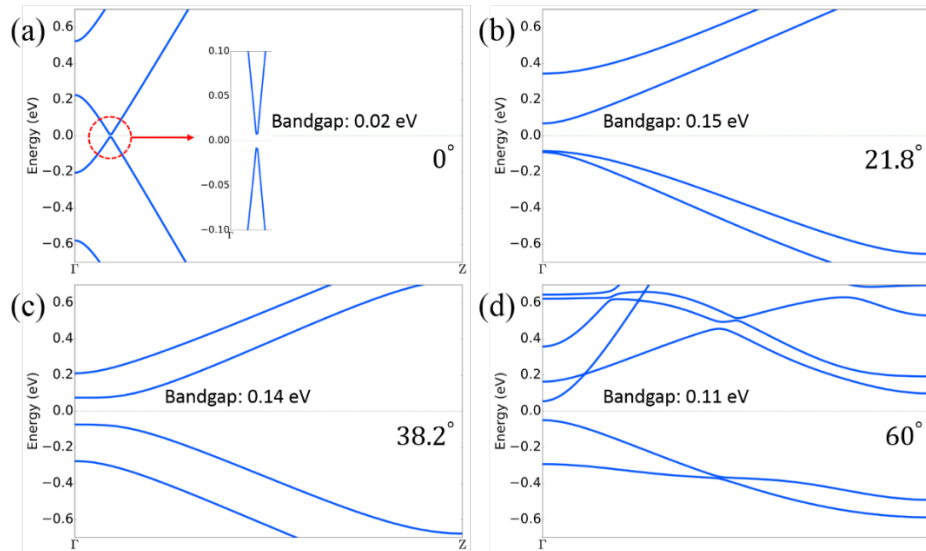 (a)
Energy (eV)
0.6
0.4
0.2
0.0
−0.2
−0.4
−0.6
Γ
Z
0.10
0.05
0.00
−0.05
−0.10
Γ
Bandgap: 0.02 eV
0°
(b)
Energy (eV)
0.6
0.4
0.2
0.0
−0.2
−0.4
−0.6
Γ
Bandgap: 0.15 eV
21.8°
(c)
Energy (eV)
0.6
0.4
0.2
0.0
−0.2
−0.4
−0.6
Γ
Z
Bandgap: 0.14 eV
38.2°
(d)
Energy (eV)
0.6
0.4
0.2
0.0
−0.2
−0.4
−0.6
Γ
Bandgap: 0.11 eV
60°